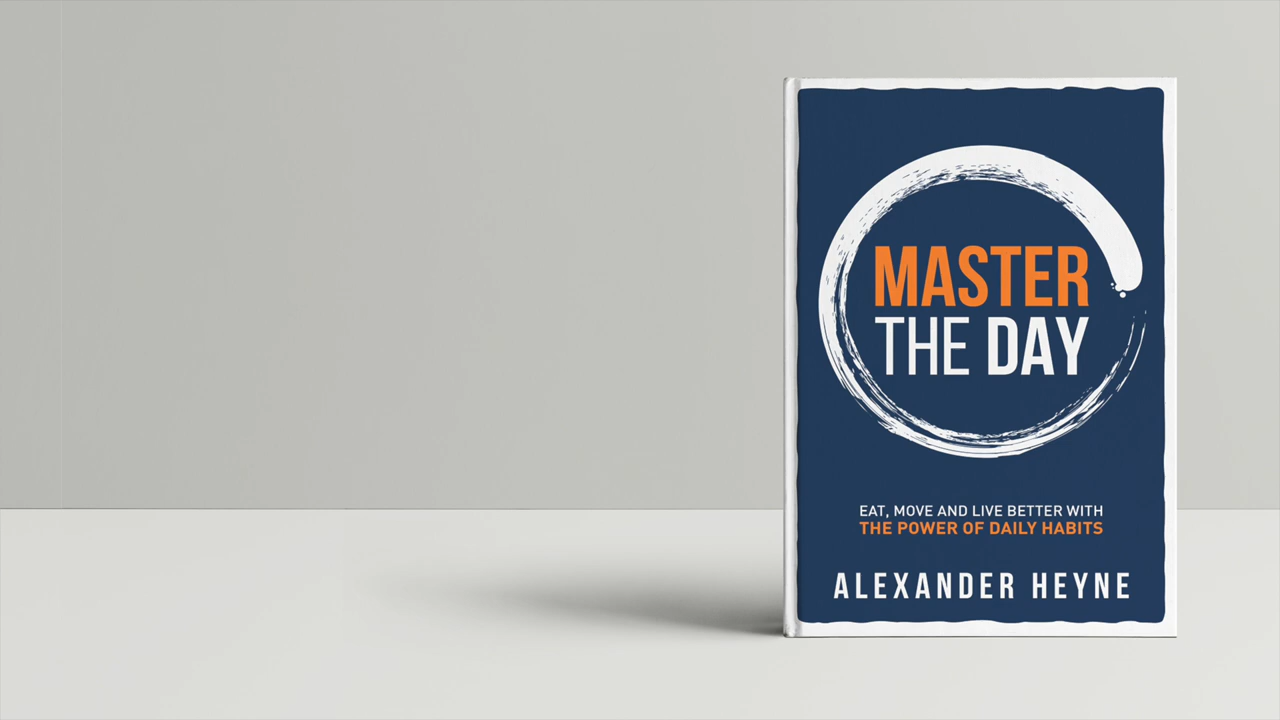 MASTER
THE DAY
EAT, MOVE AND LIVE BETTER WITH
THE POWER OF DAILY HABITS
ALEXANDER HEYNE